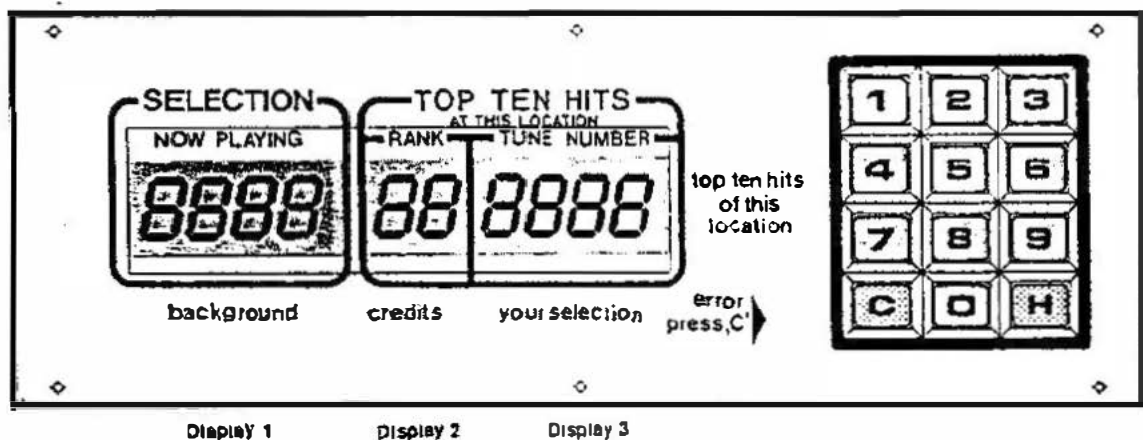 SELECTION
TOP TEN HITS
AT THIS LOCATION
NOW PLAYING
RANK
TUNE NUMBER
8888
88
8888
top ten hits
of this
location
background
credits
your selection
error
press,C'
1 2 3
4 5 6
7 8 9
C 0 H
Display 1
Display 2
Display 3